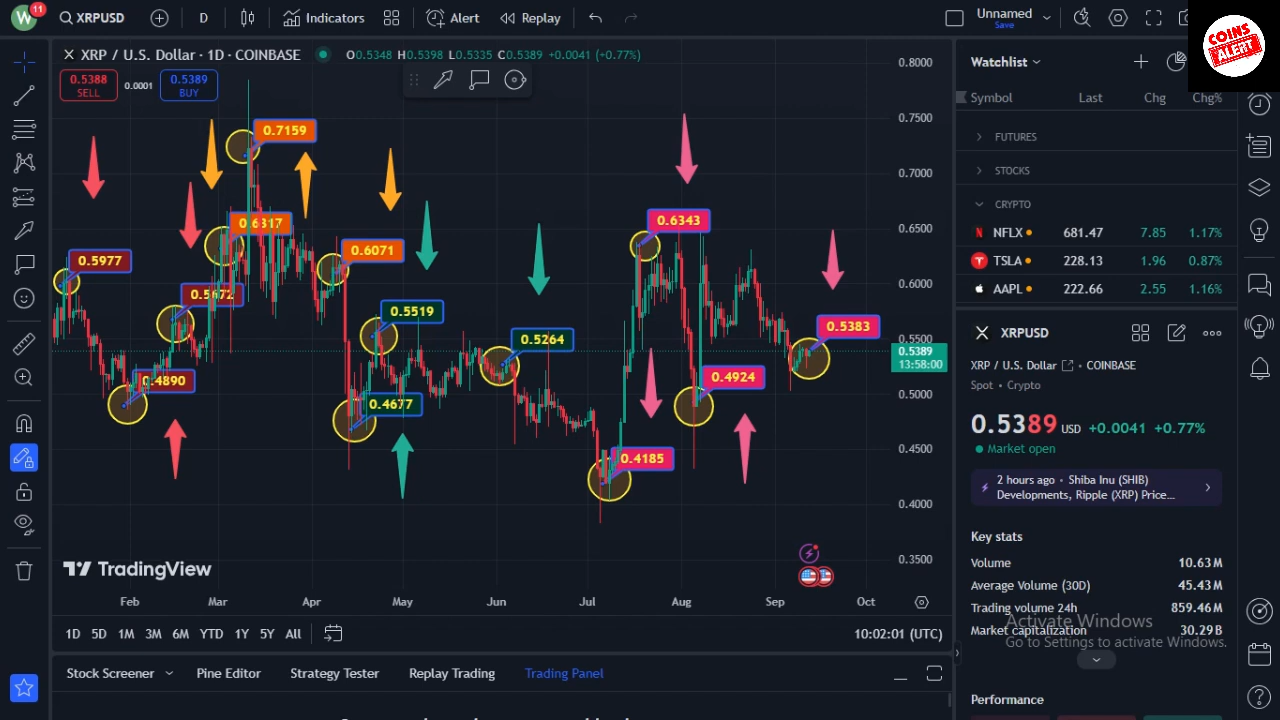 W
11
XRPUSD
D
Indicators
Alert
Replay
Unnamed
Save
COINS
ALERT
XRP / U.S. Dollar · 1D · COINBASE
O0.5348 H0.5398 L0.5335 C0.5389 +0.0041 (+0.77%)
0.5388
SELL
0.0001
0.5389
BUY
0.8000
0.7500
0.7000
0.6500
0.6000
0.5500
0.5389
13:58:00
0.5000
0.4500
0.4000
0.3500
0.7159
0.6317
0.5977
0.5672
0.4890
0.6071
0.5519
0.4677
0.5264
0.6343
0.4924
0.4185
0.5383
TradingView
Feb Mar Apr May Jun Jul Aug Sep Oct
1D 5D 1M 3M 6M YTD 1Y 5Y All
10:02:01 (UTC)
Stock Screener Pine Editor Strategy Tester Replay Trading Trading Panel
Watchlist
Symbol Last Chg Chg%
FUTURES
STOCKS
CRYPTO
NFLX 681.47 7.85 1.17%
TSLA 228.13 1.96 0.87%
AAPL 222.66 2.55 1.16%
XRPUSD
XRP / U.S. Dollar COINBASE
Spot • Crypto
0.5389 USD +0.0041 +0.77%
Market open
2 hours ago • Shiba Inu (SHIB)
Developments, Ripple (XRP) Price...
Key stats
Volume 10.63M
Average Volume (30D) 45.43M
Trading volume 24h 859.46M
Market capitalization 30.29B
Activate Windows
Go to Settings to activate Windows.
Performance